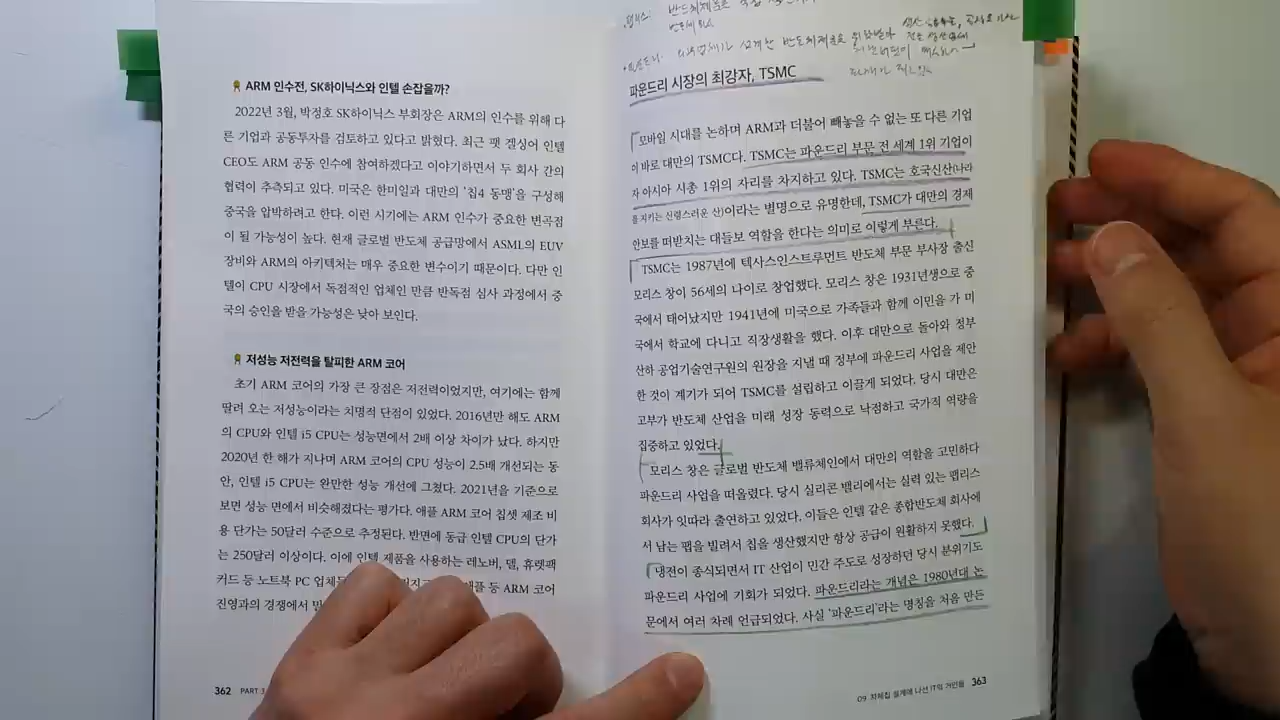 ARM 인수전, SK하이닉스와 인텔 손잡을까?
2022년 3월, 박정호 SK하이닉스 부회장은 ARM의 인수를 위해 다
른 기업과 공동투자를 검토하고 있다고 밝혔다. 최근 팻 겔싱어 인텔
CEO도 ARM 공동 인수에 참여하겠다고 이야기하면서 두 회사 간의
협력이 추측되고 있다. 미국은 한미일과 대만의 '칩4 동맹'을 구성해
중국을 압박하려고 한다. 이런 시기에는 ARM 인수가 중요한 변곡점
이 될 가능성이 높다. 현재 글로벌 반도체 공급망에서 ASML의 EUV
장비와 ARM의 아키텍처는 매우 중요한 변수이기 때문이다. 다만 인
텔이 CPU 시장에서 독점적인 업체인 만큼 반독점 심사 과정에서 중
국의 승인을 받을 가능성은 낮아 보인다.
저성능 저전력을 탈피한 ARM 코어
초기 ARM 코어의 가장 큰 장점은 저전력이었지만, 여기에는 함께
딸려 오는 저성능이라는 치명적 단점이 있었다. 2016년만 해도 ARM
의 CPU와 인텔 i5 CPU는 성능면에서 2배 이상 차이가 났다. 하지만
2020년 한 해가 지나며 ARM 코어의 CPU 성능이 2.5배 개선되는 동
안, 인텔 i5 CPU는 완만한 성능 개선에 그쳤다. 2021년을 기준으로
보면 성능 면에서 비슷해졌다는 평가다. 애플 ARM 코어 칩셋 제조 비
용 단가는 50달러 수준으로 추정된다. 반면에 동급 인텔 CPU의 단가
는 250달러 이상이다. 이에 인텔 제품을 사용하는 레노버, 델, 휴렛팩
커드 등 노트북 PC 업체들 애플 등 ARM 코어
진영과의 경쟁에서
362 PART 3
파운드리 시장의 최강자, TSMC
모바일 시대를 논하며 ARM과 더불어 빼놓을 수 없는 또 다른 기업
이 바로 대만의 TSMC다. TSMC는 파운드리 부문 전 세계 1위 기업이
자 아시아 시총 1위의 자리를 차지하고 있다. TSMC는 호국신산(나라
를 지키는 신령스러운 산)이라는 별명으로 유명한데, TSMC가 대만의 경제
안보를 떠받치는 대들보 역할을 한다는 의미로 이렇게 부른다.
TSMC는 1987년에 텍사스인스트루먼트 반도체 부문 부사장 출신
모리스 창이 56세의 나이로 창업했다. 모리스 창은 1931년생으로 중
국에서 태어났지만 1941년에 미국으로 가족들과 함께 이민을 가 미
국에서 학교에 다니고 직장생활을 했다. 이후 대만으로 돌아와 정부
산하 공업기술연구원의 원장을 지낼 때 정부에 파운드리 사업을 제안
한 것이 계기가 되어 TSMC를 설립하고 이끌게 되었다. 당시 대만은
고부가 반도체 산업을 미래 성장 동력으로 낙점하고 국가적 역량을
집중하고 있었다.
모리스 창은 글로벌 반도체 밸류체인에서 대만의 역할을 고민하다
파운드리 사업을 떠올렸다. 당시 실리콘 밸리에서는 실력 있는 팹리스
회사가 잇따라 출연하고 있었다. 이들은 인텔 같은 종합반도체 회사에
서 남는 팹을 빌려서 칩을 생산했지만 항상 공급이 원활하지 못했다.
냉전이 종식되면서 IT 산업이 민간 주도로 성장하던 당시 분위기도
파운드리 사업에 기회가 되었다. 파운드리라는 개념은 1980년대 논
문에서 여러 차례 언급되었다. 사실 '파운드리'라는 명칭을 처음 만든
09 자체칩 설계에 나선 IT의 거인들 363